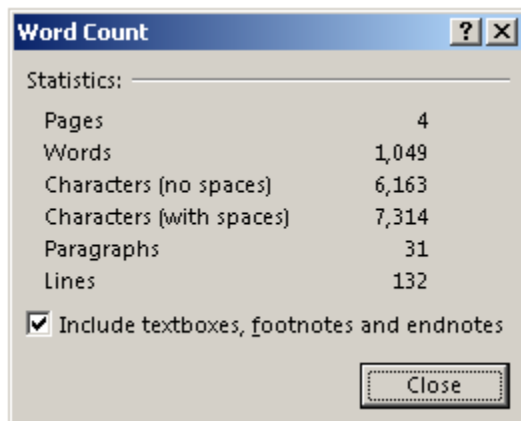 Word Count ? X
Statistics:
Pages 4
Words 1,049
Characters (no spaces) 6,163
Characters (with spaces) 7,314
Paragraphs 31
Lines 132
Include textboxes, footnotes and endnotes
Close